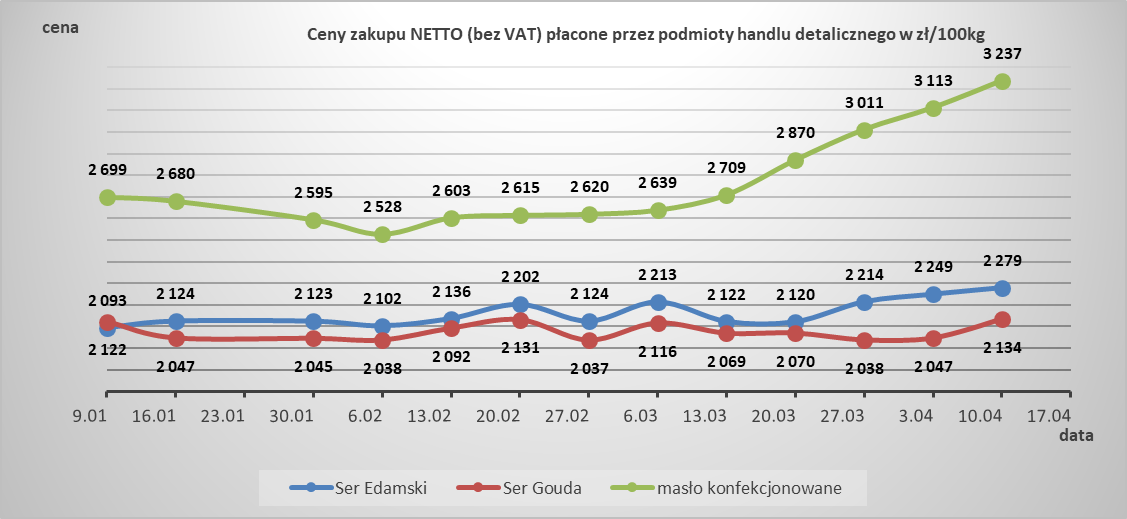 cena
Ceny zakupu NETTO (bez VAT) płacone przez podmioty handlu detalicznego w zł/100kg
2 699 2 680 2 595 2 528 2 603 2 615 2 620 2 639 2 709 2 870 3 011 3 113 3 237
2 093 2 124 2 123 2 102 2 136 2 202 2 124 2 213 2 122 2 120 2 214 2 249 2 279
2 122 2 047 2 045 2 038 2 092 2 131 2 037 2 116 2 069 2 070 2 038 2 047 2 134
9.01 16.01 23.01 30.01 6.02 13.02 20.02 27.02 6.03 13.03 20.03 27.03 3.04 10.04 17.04
data
Ser Edamski Ser Gouda masło konfekcjonowane